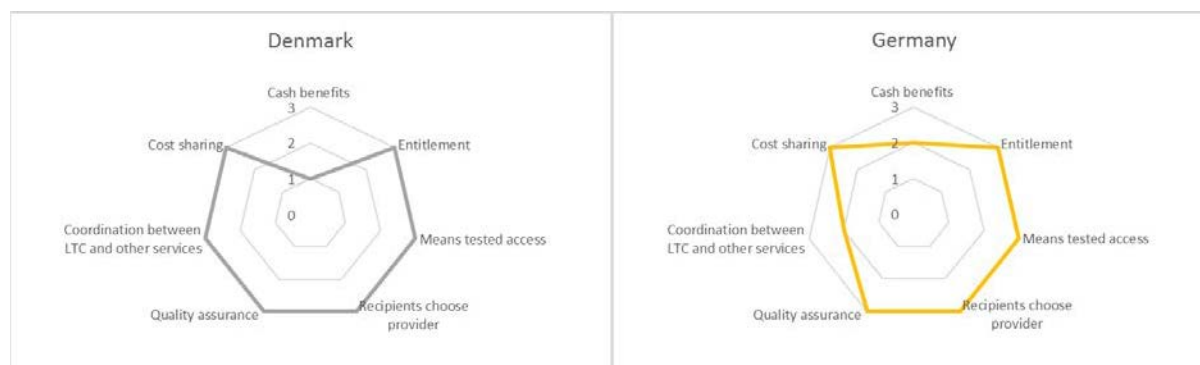 Denmark
Cash benefits
3
Cost sharing
2
Entitlement
1
0
Coordination between
LTC and other services
Means tested access
Quality assurance
Recipients choose
provider
Germany
Cash benefits
3
Cost sharing
2
Entitlement
1
0
Coordination between
LTC and other services
Means tested access
Quality assurance
Recipients choose
provider